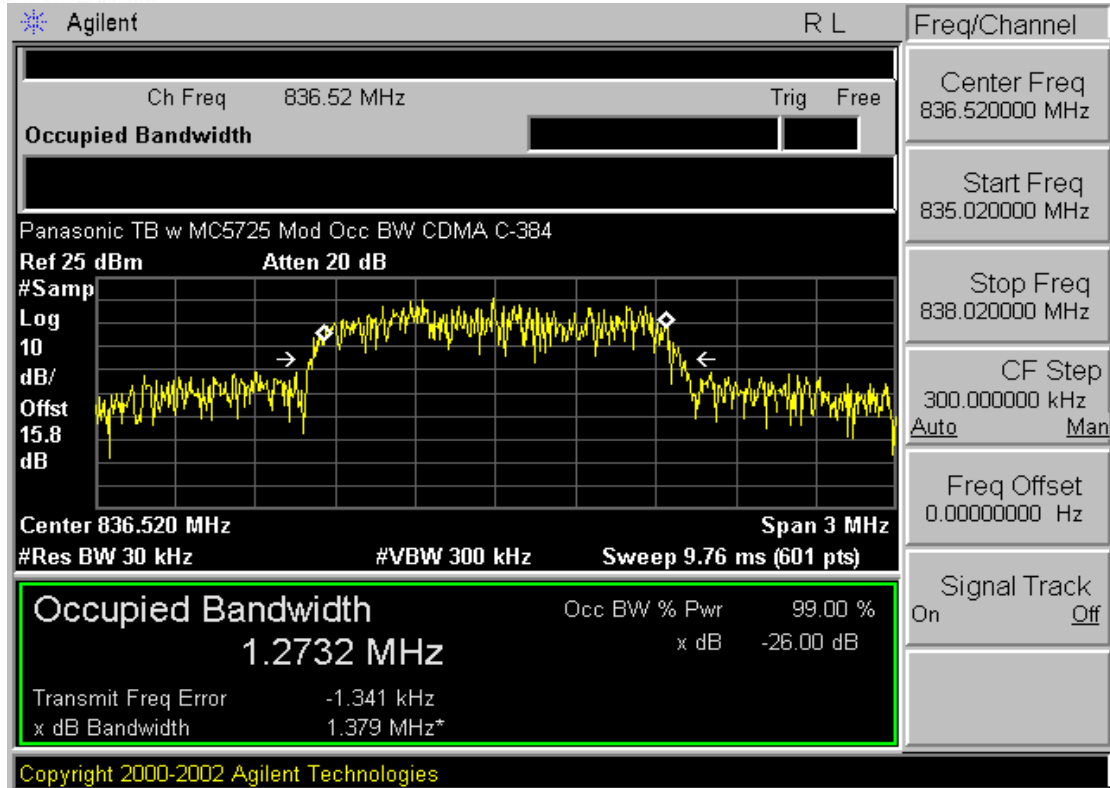 Agilent R L
Freq/Channel
Ch Freq 836.52 MHz Trig Free
Occupied Bandwidth
Panasonic TB w MC5725 Mod Occ BW CDMA C-384
Ref 25 dBm Atten 20 dB
#Samp
Log
10
dB/
Offst
15.8
dB
Center 836.520 MHz Span 3 MHz
#Res BW 30 kHz #VBW 300 kHz Sweep 9.76 ms (601 pts)
Occupied Bandwidth Occ BW % Pwr 99.00 %
1.2732 MHz x dB -26.00 dB
Transmit Freq Error -1.341 kHz
x dB Bandwidth 1.379 MHz*
Copyright 2000-2002 Agilent Technologies
Center Freq
836.520000 MHz
Start Freq
835.020000 MHz
Stop Freq
838.020000 MHz
CF Step
300.000000 kHz
Auto Man
Freq Offset
0.00000000 Hz
Signal Track
On Off